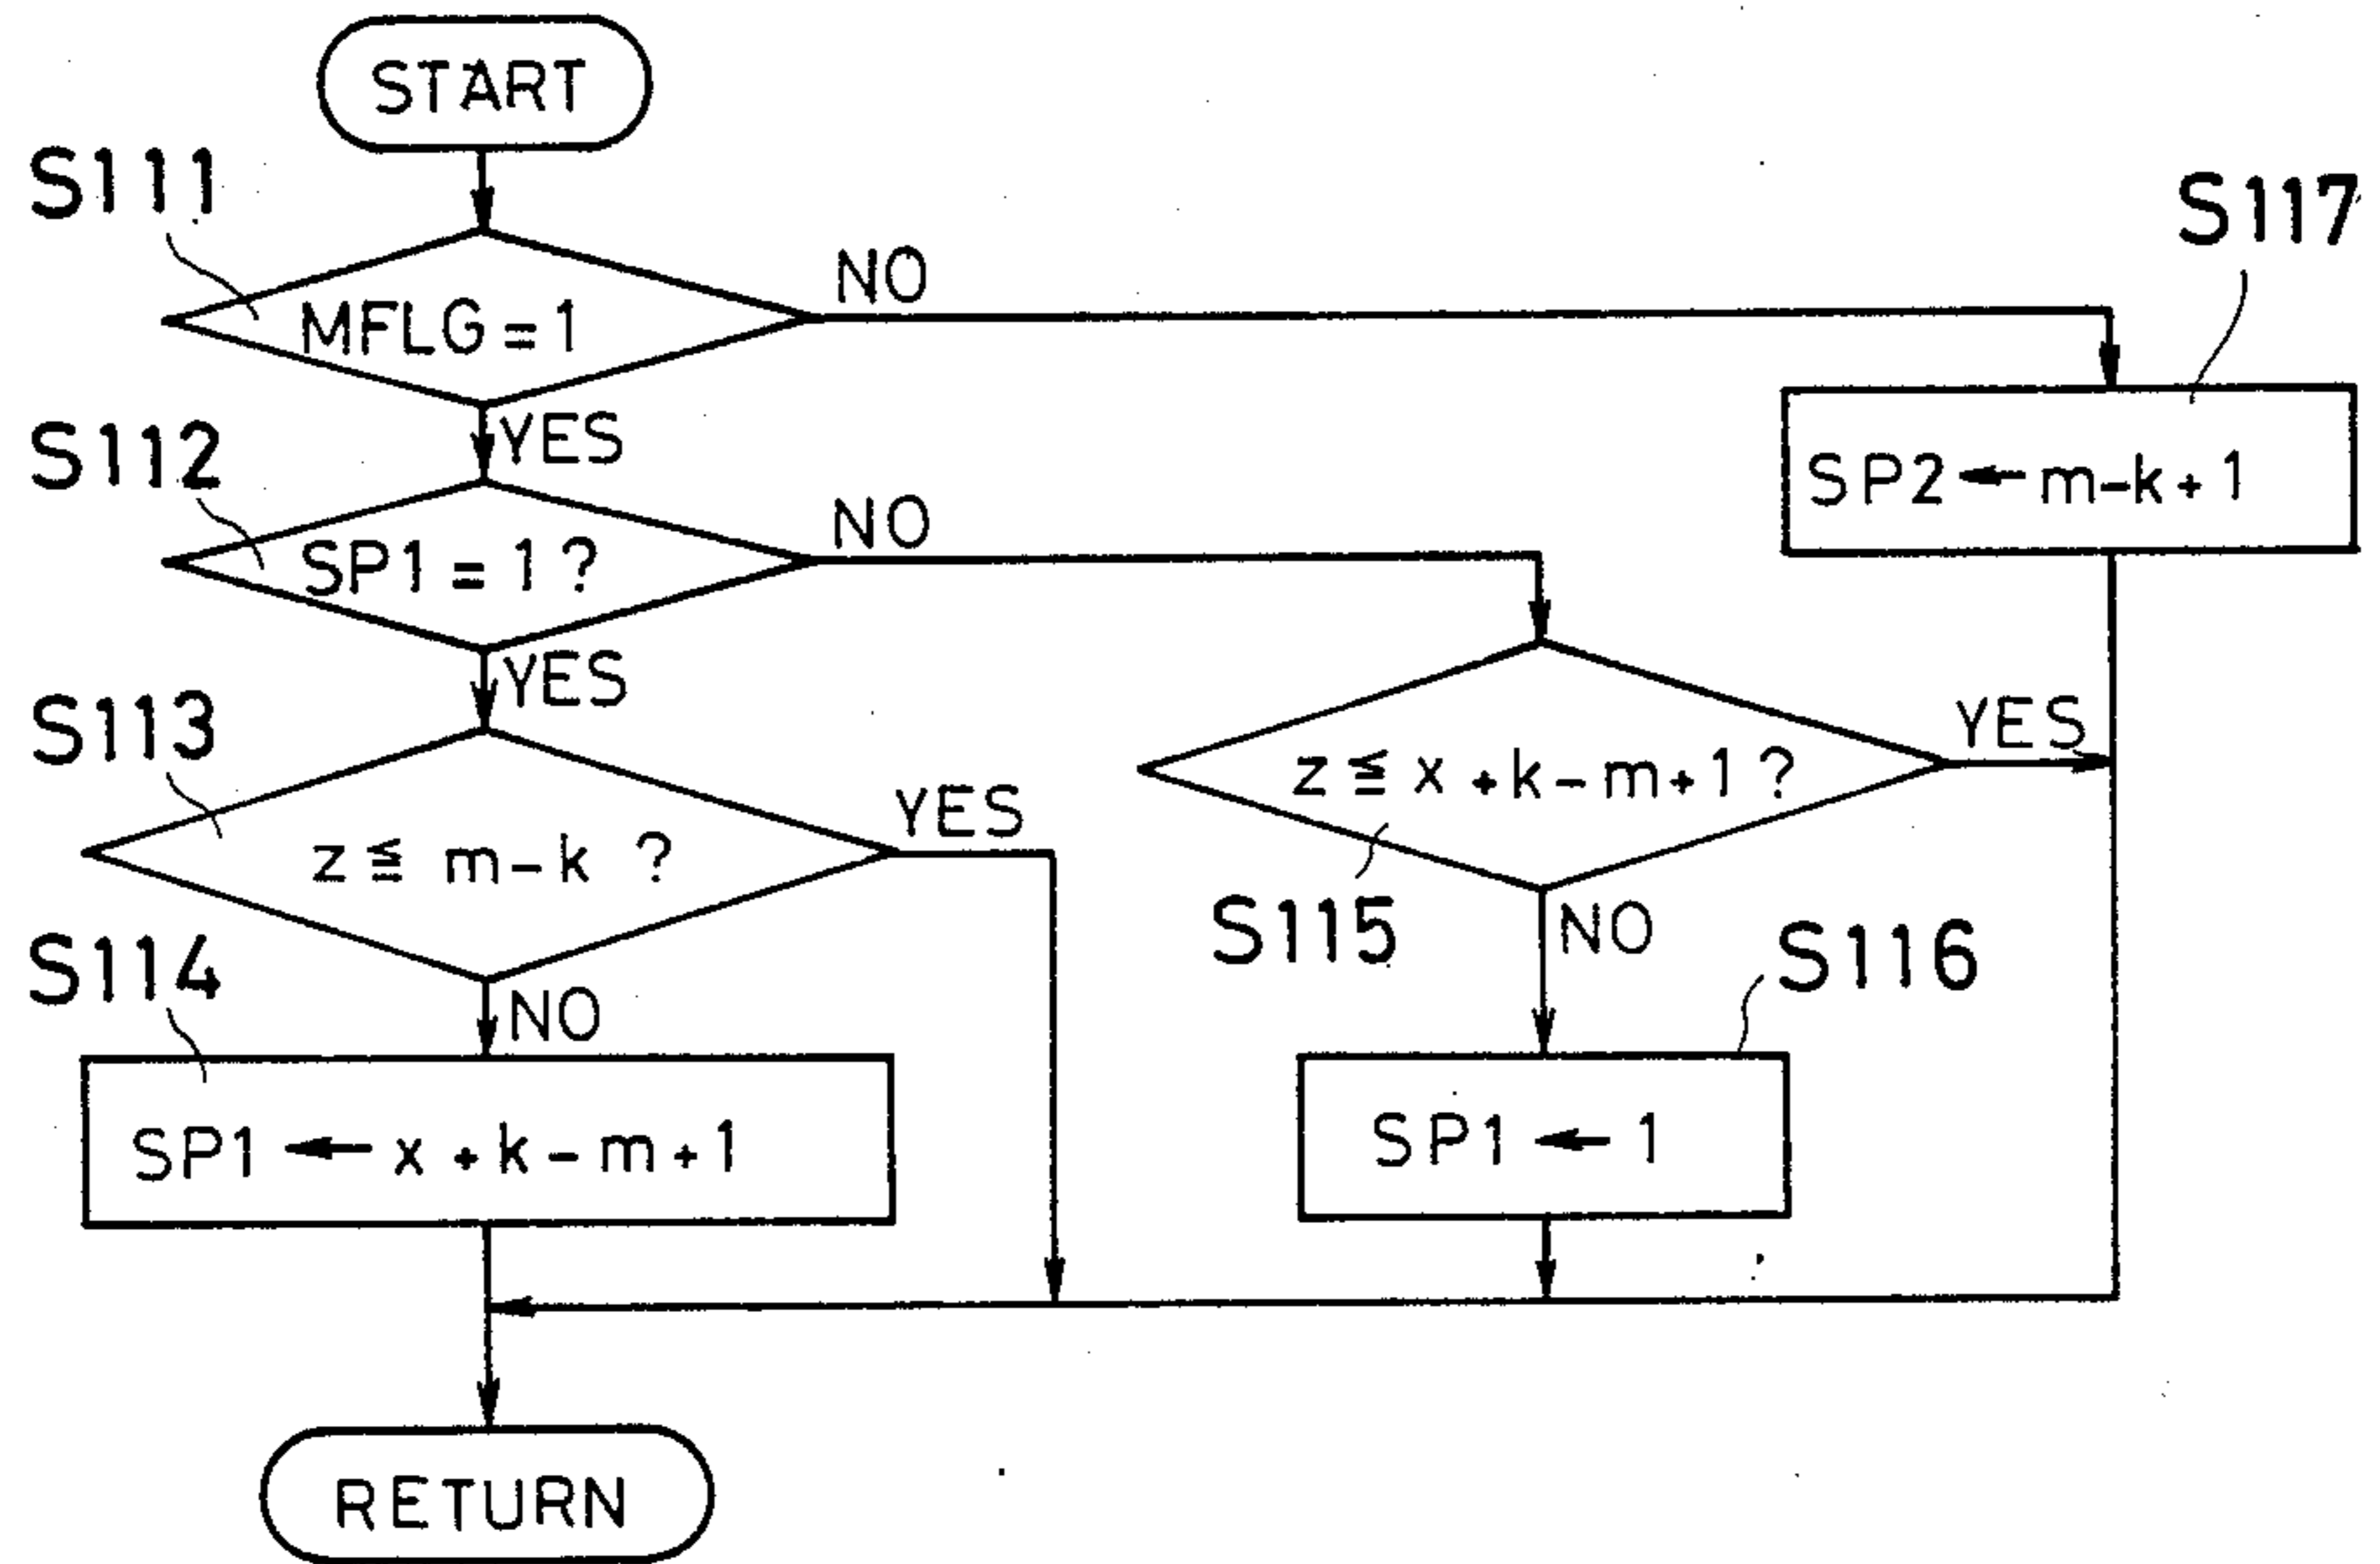 START
S111
MFLG = 1
NO
YES
S117
SP2 ← m-k+1
S112
SP1 = 1 ?
NO
YES
S113
z ≦ m-k ?
YES
NO
S115
z ≦ x+k-m+1 ?
YES
NO
S114
SP1 ← x+k-m+1
S116
SP1 ← 1
RETURN